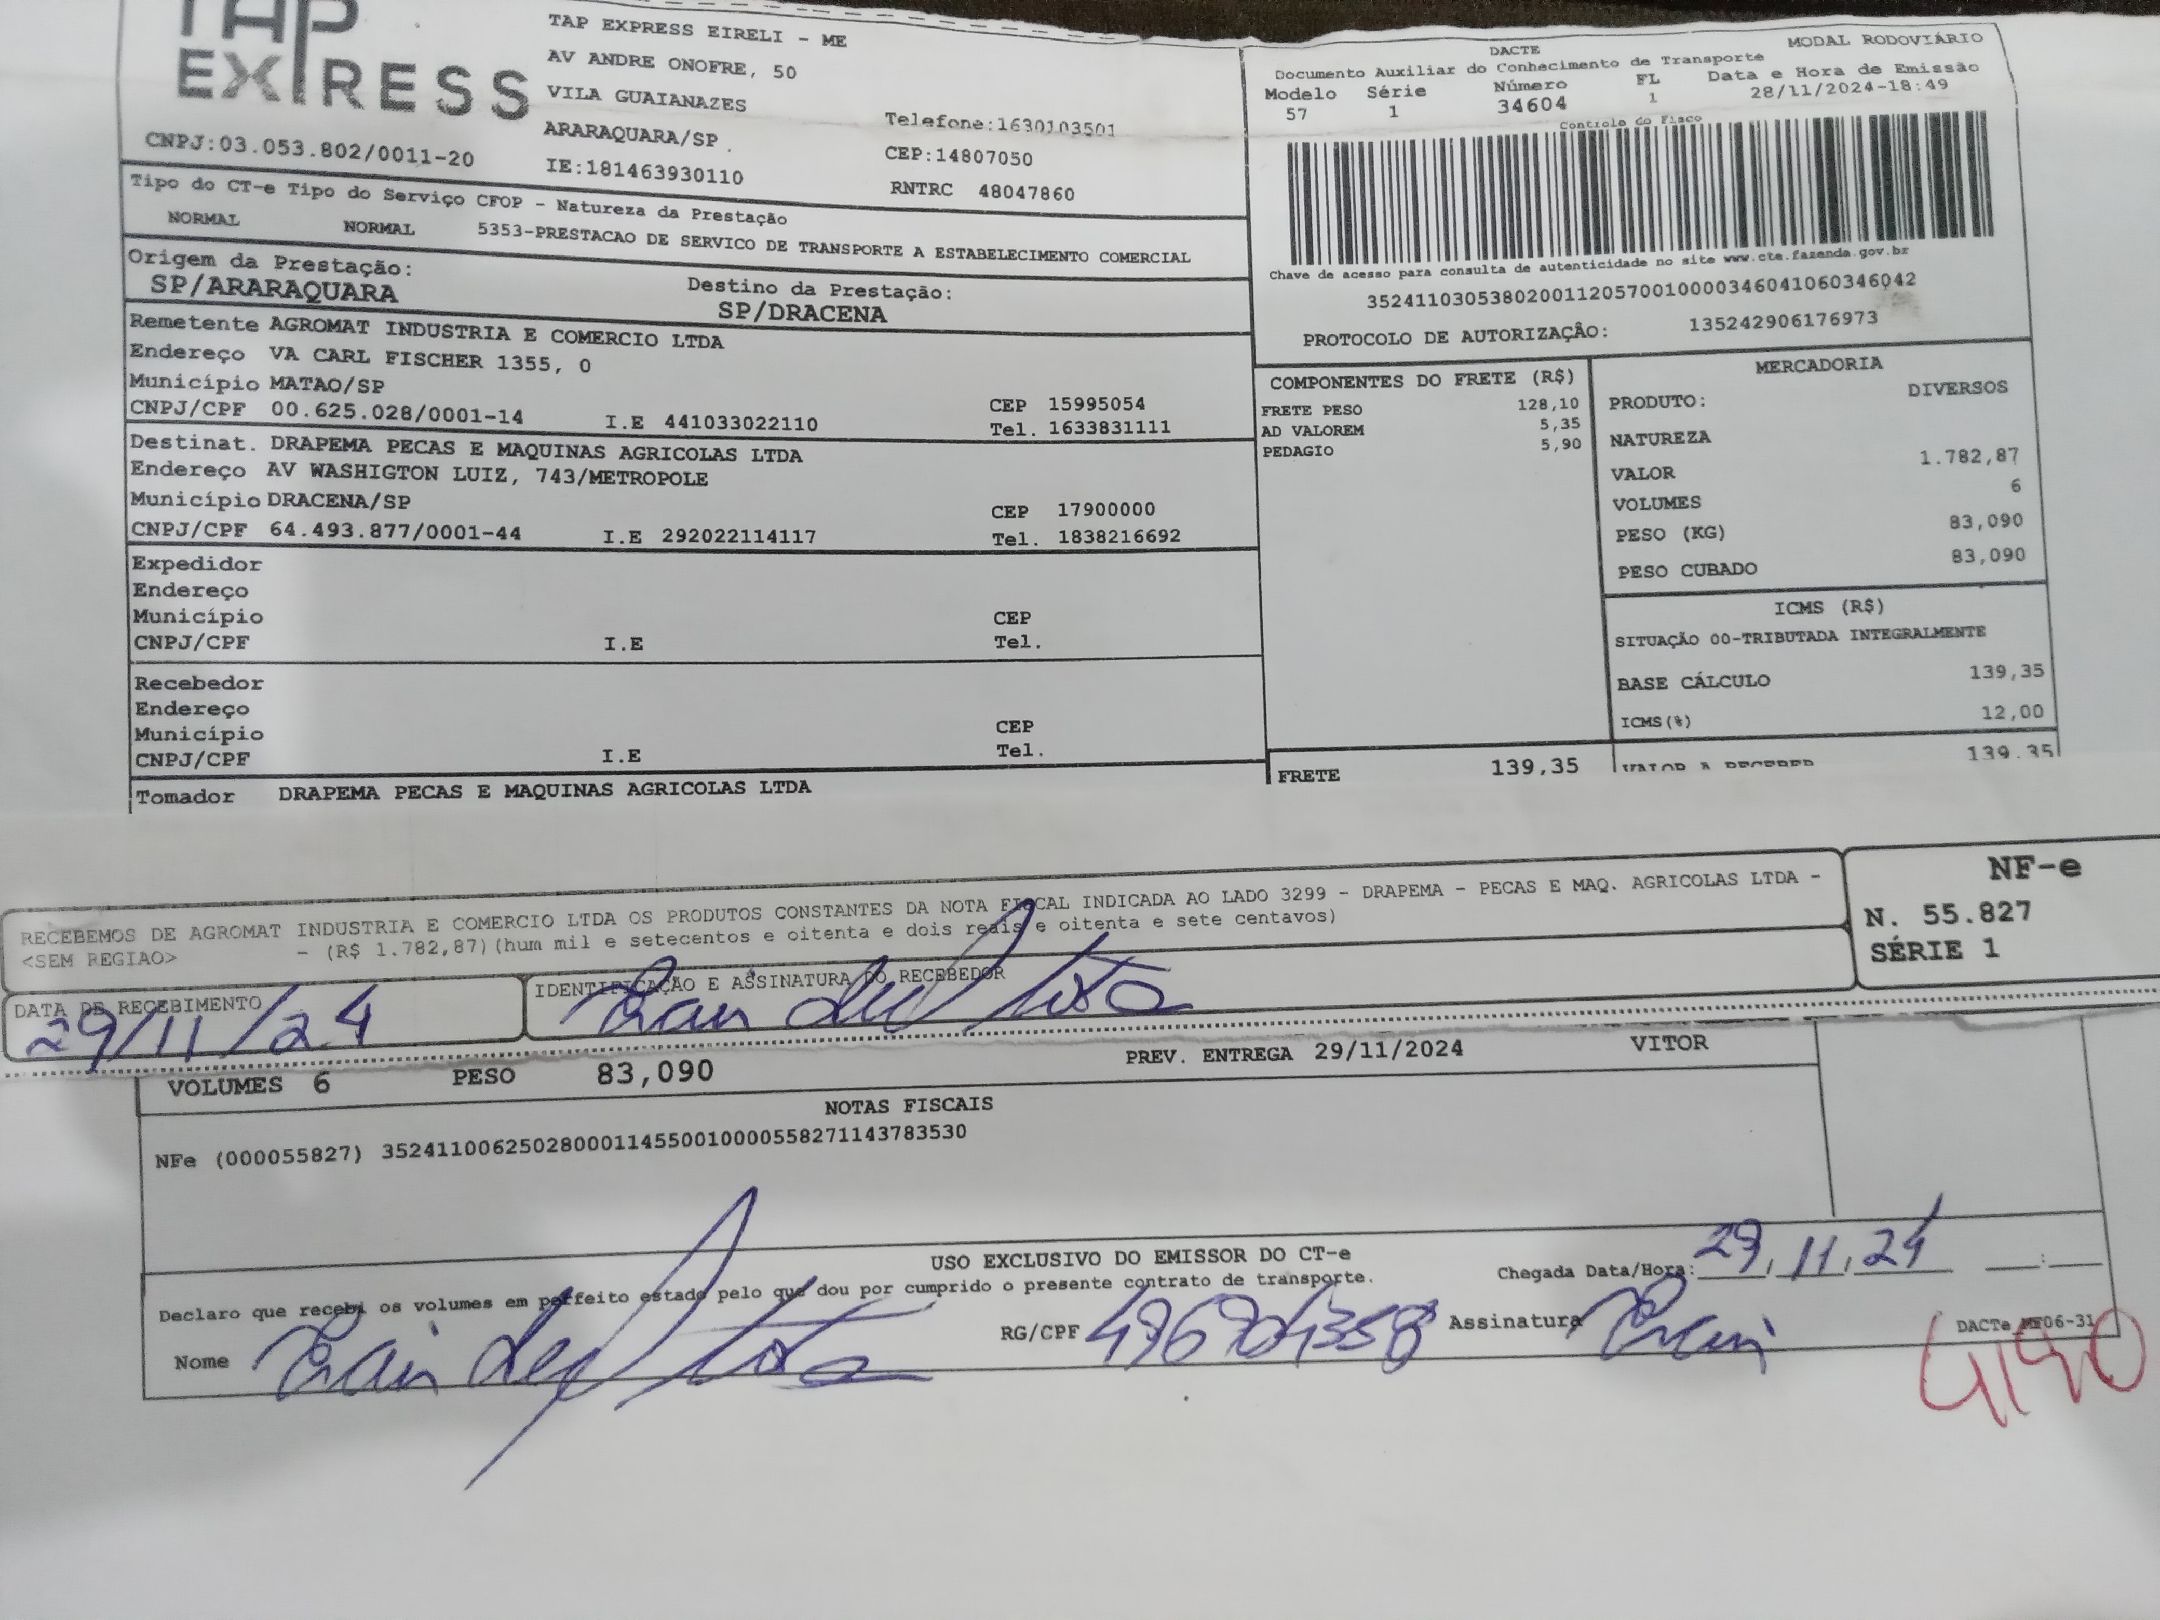 TAP
EXPRESS
TAP EXPRESS EIRELI - ME
AV ANDRE ONOFRE, 50
VILA GUAIANAZES
ARARAQUARA/SP
IE:181463930110
Telefone:1630103501
CEP:14807050
RNTRC 48047860
CNPJ:03.053.802/0011-20
Tipo do CT-e Tipo do Serviço CFOP - Natureza da Prestação
NORMAL NORMAL 5353-PRESTACAO DE SERVICO DE TRANSPORTE A ESTABELECIMENTO COMERCIAL
Origem da Prestação: Destino da Prestação:
SP/ARARAQUARA SP/DRACENA
Remetente AGROMAT INDUSTRIA E COMERCIO LTDA
Endereço VA CARL FISCHER 1355, 0
Município MATAO/SP CEP 15995054
CNPJ/CPF 00.625.028/0001-14 I.E 441033022110 Tel. 1633831111
Destinat. DRAPEMA PECAS E MAQUINAS AGRICOLAS LTDA
Endereço AV WASHIGTON LUIZ, 743/METROPOLE
Município DRACENA/SP CEP 17900000
CNPJ/CPF 64.493.877/0001-44 I.E 292022114117 Tel. 1838216692
Expedidor
Endereço
Município CEP
CNPJ/CPF I.E Tel.
Recebedor
Endereço
Município CEP
CNPJ/CPF I.E Tel.
Tomador DRAPEMA PECAS E MAQUINAS AGRICOLAS LTDA
DACTE MODAL RODOVIÁRIO
Documento Auxiliar do Conhecimento de Transporte
Modelo Série Número FL Data e Hora de Emissão
57 1 34604 1 28/11/2024-18:49
Controle do Fisco
Chave de acesso para consulta de autenticidade no site www.cte.fazenda.gov.br
35241103053802001120570010000346041060346042
PROTOCOLO DE AUTORIZAÇÃO: 135242906176973
COMPONENTES DO FRETE (R$)
FRETE PESO 128,10
AD VALOREM 5,35
PEDAGIO 5,90
FRETE 139,35
MERCADORIA
PRODUTO: DIVERSOS
NATUREZA
VALOR 1.782,87
VOLUMES 6
PESO (KG) 83,090
PESO CUBADO 83,090
ICMS (R$)
SITUAÇÃO 00-TRIBUTADA INTEGRALMENTE
BASE CÁLCULO 139,35
ICMS(%) 12,00
VALOR A RECEBER 139,35
RECEBEMOS DE AGROMAT INDUSTRIA E COMERCIO LTDA OS PRODUTOS CONSTANTES DA NOTA FISCAL INDICADA AO LADO 3299 - DRAPEMA - PECAS E MAQ. AGRICOLAS LTDA -
<SEM REGIAO> - (R$ 1.782,87)(hum mil e setecentos e oitenta e dois reais e oitenta e sete centavos)
NF-e
N. 55.827
SÉRIE 1
DATA DE RECEBIMENTO IDENTIFICAÇÃO E ASSINATURA DO RECEBEDOR
29/11/24
VOLUMES 6 PESO 83,090 PREV. ENTREGA 29/11/2024 VITOR
NOTAS FISCAIS
NFe (000055827) 35241100625028000114550010000558271143783530
USO EXCLUSIVO DO EMISSOR DO CT-e
Declaro que recebi os volumes em perfeito estado pelo que dou por cumprido o presente contrato de transporte.
Chegada Data/Hora: 29,11,24 :
Nome RG/CPF Assinatura
DACTe MF06-31
4190